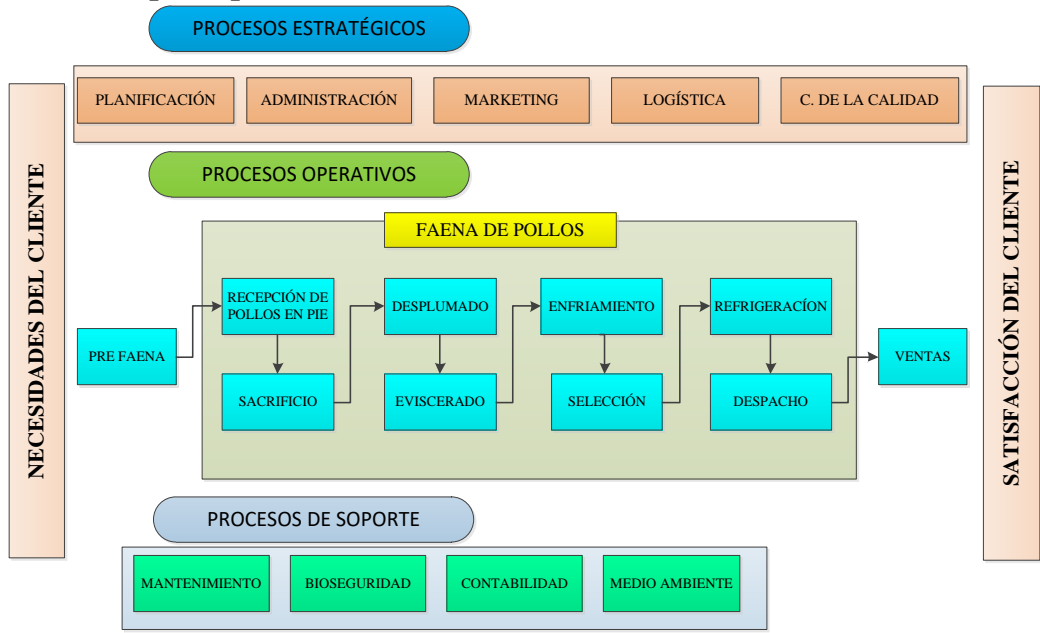 PROCESOS ESTRATÉGICOS
PLANIFICACIÓN
ADMINISTRACIÓN
MARKETING
LOGÍSTICA
C. DE LA CALIDAD
NECESIDADES DEL CLIENTE
SATISFACCIÓN DEL CLIENTE
PROCESOS OPERATIVOS
FAENA DE POLLOS
PRE FAENA
RECEPCIÓN DE
POLLOS EN PIE
SACRIFICIO
DESPLUMADO
EVISCERADO
ENFRIAMIENTO
SELECCIÓN
REFRIGERACÍON
DESPACHO
VENTAS
PROCESOS DE SOPORTE
MANTENIMIENTO
BIOSEGURIDAD
CONTABILIDAD
MEDIO AMBIENTE